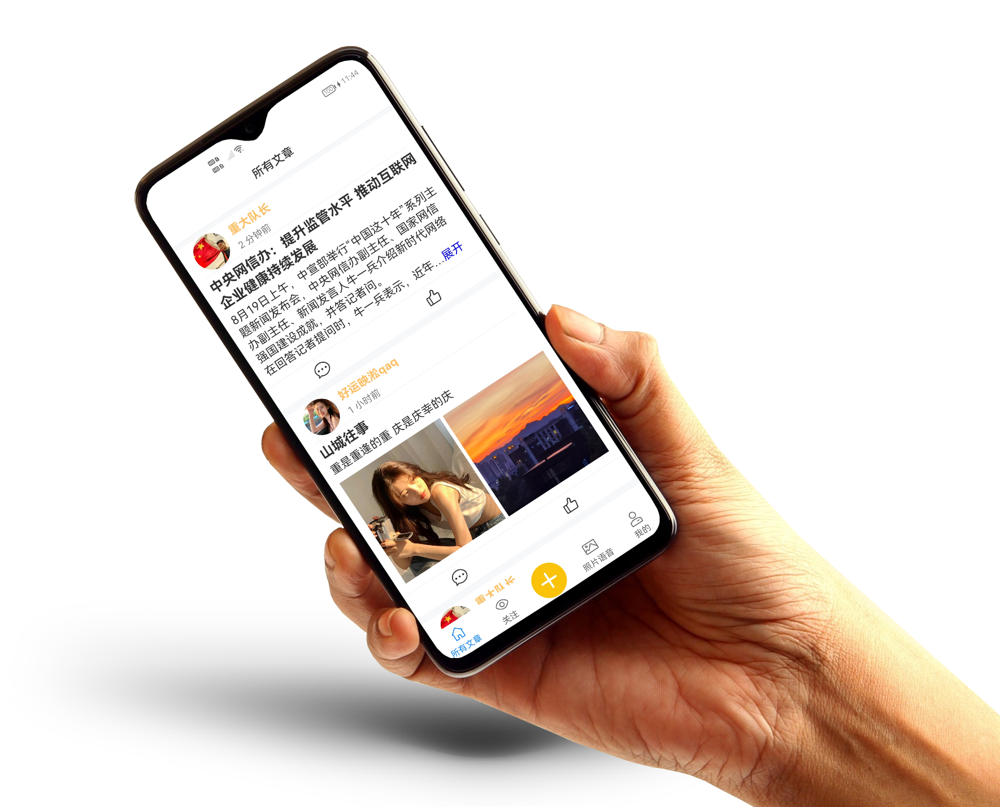 HD 1
HD 2
100
11:44
所有文章
重大队长
2 分钟前
中央网信办：提升监管水平 推动互联网
企业健康持续发展
8月19日上午，中宣部举行“中国这十年”系列主
题新闻发布会，中央网信办副主任、国家网信
办副主任、新闻发言人牛一兵介绍新时代网络
强国建设成就，并答记者问。
在回答记者提问时，牛一兵表示，近年...展开
好运映淞qaq
1 小时前
山城往事
重是重逢的重 庆是庆幸的庆
重大队长
所有文章
关注
照片语音
我的